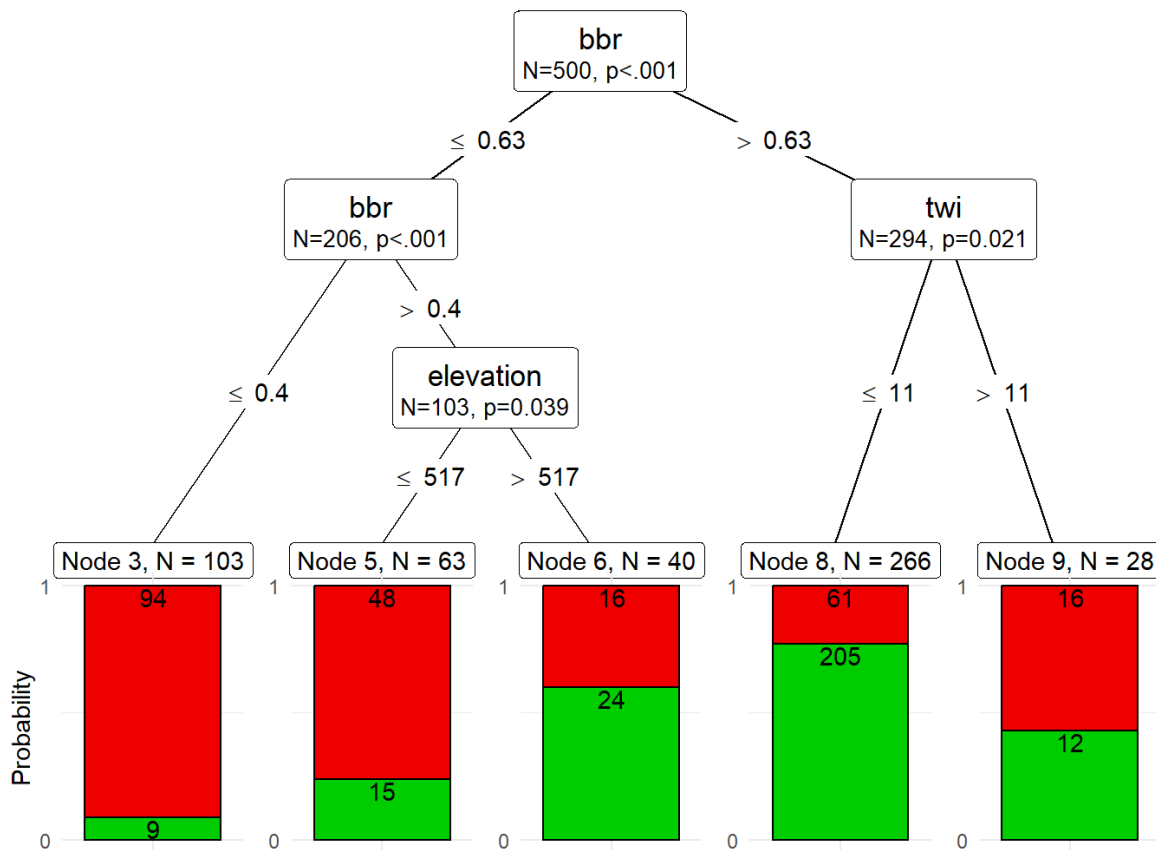 bbr
N=500, p<.001
≤ 0.63
> 0.63
bbr
N=206, p<.001
twi
N=294, p=0.021
> 0.4
elevation
N=103, p=0.039
≤ 0.4
≤ 11
> 11
≤ 517
> 517
Node 3, N = 103
Node 5, N = 63
Node 6, N = 40
Node 8, N = 266
Node 9, N = 28
Probability
1
94
9
0
1
48
15
0
1
16
24
0
1
61
205
0
1
16
12
0